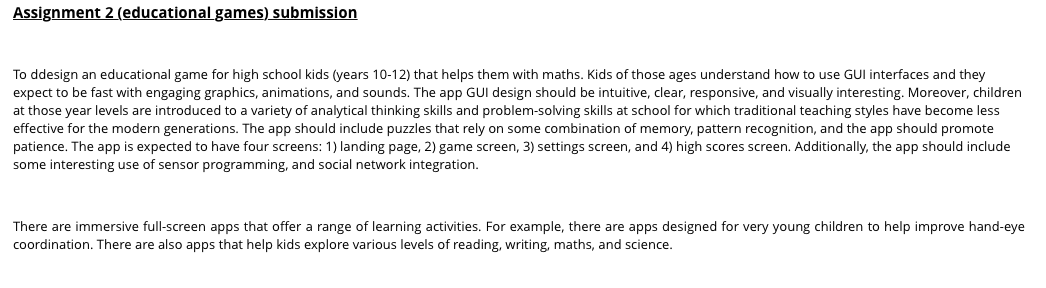 Assignment 2 (educational games) submission
To ddesign an educational game for high school kids (years 10-12) that helps them with maths. Kids of those ages understand how to use GUI interfaces and they
expect to be fast with engaging graphics, animations, and sounds. The app GUI design should be intuitive, clear, responsive, and visually interesting. Moreover, children
at those year levels are introduced to a variety of analytical thinking skills and problem-solving skills at school for which traditional teaching styles have become less
effective for the modern generations. The app should include puzzles that rely on some combination of memory, pattern recognition, and the app should promote
patience. The app is expected to have four screens: 1) landing page, 2) game screen, 3) settings screen, and 4) high scores screen. Additionally, the app should include
some interesting use of sensor programming, and social network integration.
There are immersive full-screen apps that offer a range of learning activities. For example, there are apps designed for very young children to help improve hand-eye
coordination. There are also apps that help kids explore various levels of reading, writing, maths, and science.